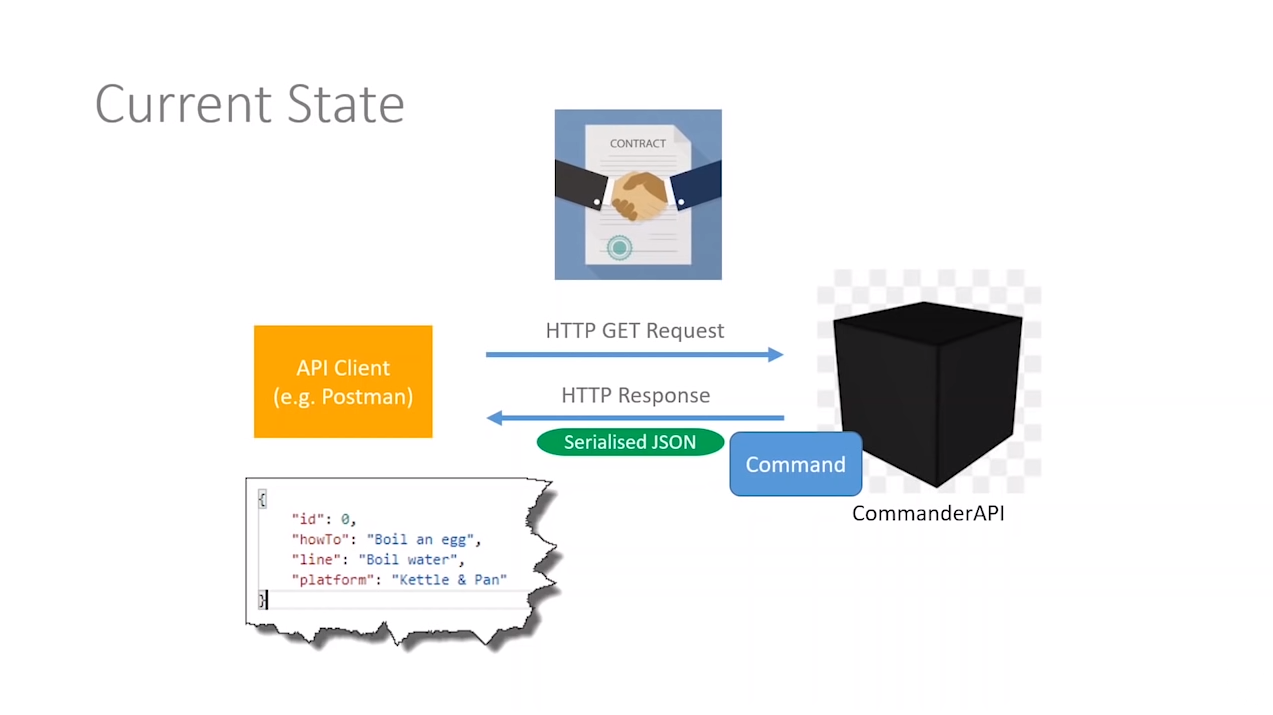 Current State
CONTRACT
HTTP GET Request
API Client
(e.g. Postman)
HTTP Response
Serialised JSON
Command
CommanderAPI
{
"id": 0,
"howTo": "Boil an egg",
"line": "Boil water",
"platform": "Kettle & Pan"
}